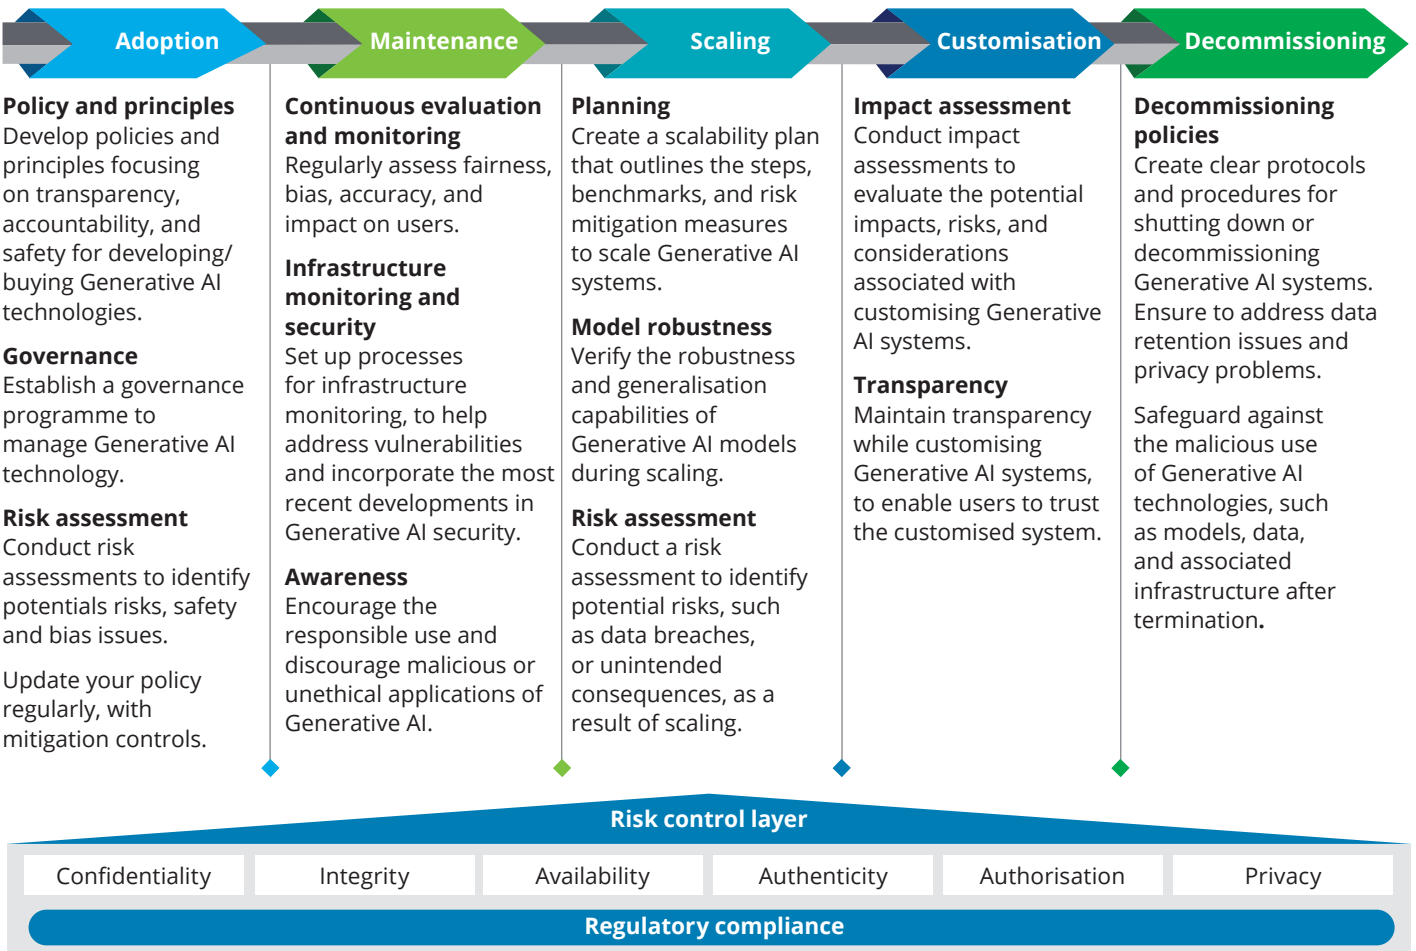 Adoption
Maintenance
Scaling
Customisation
Decommissioning
Policy and principles
Develop policies and
principles focusing
on transparency,
accountability, and
safety for developing/
buying Generative AI
technologies.
Governance
Establish a governance
programme to
manage Generative AI
technology.
Risk assessment
Conduct risk
assessments to identify
potentials risks, safety
and bias issues.
Update your policy
regularly, with
mitigation controls.
Continuous evaluation
and monitoring
Regularly assess fairness,
bias, accuracy, and
impact on users.
Infrastructure
monitoring and
security
Set up processes
for infrastructure
monitoring, to help
address vulnerabilities
and incorporate the most
recent developments in
Generative AI security.
Awareness
Encourage the
responsible use and
discourage malicious or
unethical applications of
Generative AI.
Planning
Create a scalability plan
that outlines the steps,
benchmarks, and risk
mitigation measures
to scale Generative AI
systems.
Model robustness
Verify the robustness
and generalisation
capabilities of
Generative AI models
during scaling.
Risk assessment
Conduct a risk
assessment to identify
potential risks, such
as data breaches,
or unintended
consequences, as a
result of scaling.
Impact assessment
Conduct impact
assessments to
evaluate the potential
impacts, risks, and
considerations
associated with
customising Generative
AI systems.
Transparency
Maintain transparency
while customising
Generative AI systems,
to enable users to trust
the customised system.
Decommissioning
policies
Create clear protocols
and procedures for
shutting down or
decommissioning
Generative AI systems.
Ensure to address data
retention issues and
privacy problems.
Safeguard against
the malicious use
of Generative AI
technologies, such
as models, data,
and associated
infrastructure after
termination.
Risk control layer
Confidentiality
Integrity
Availability
Authenticity
Authorisation
Privacy
Regulatory compliance